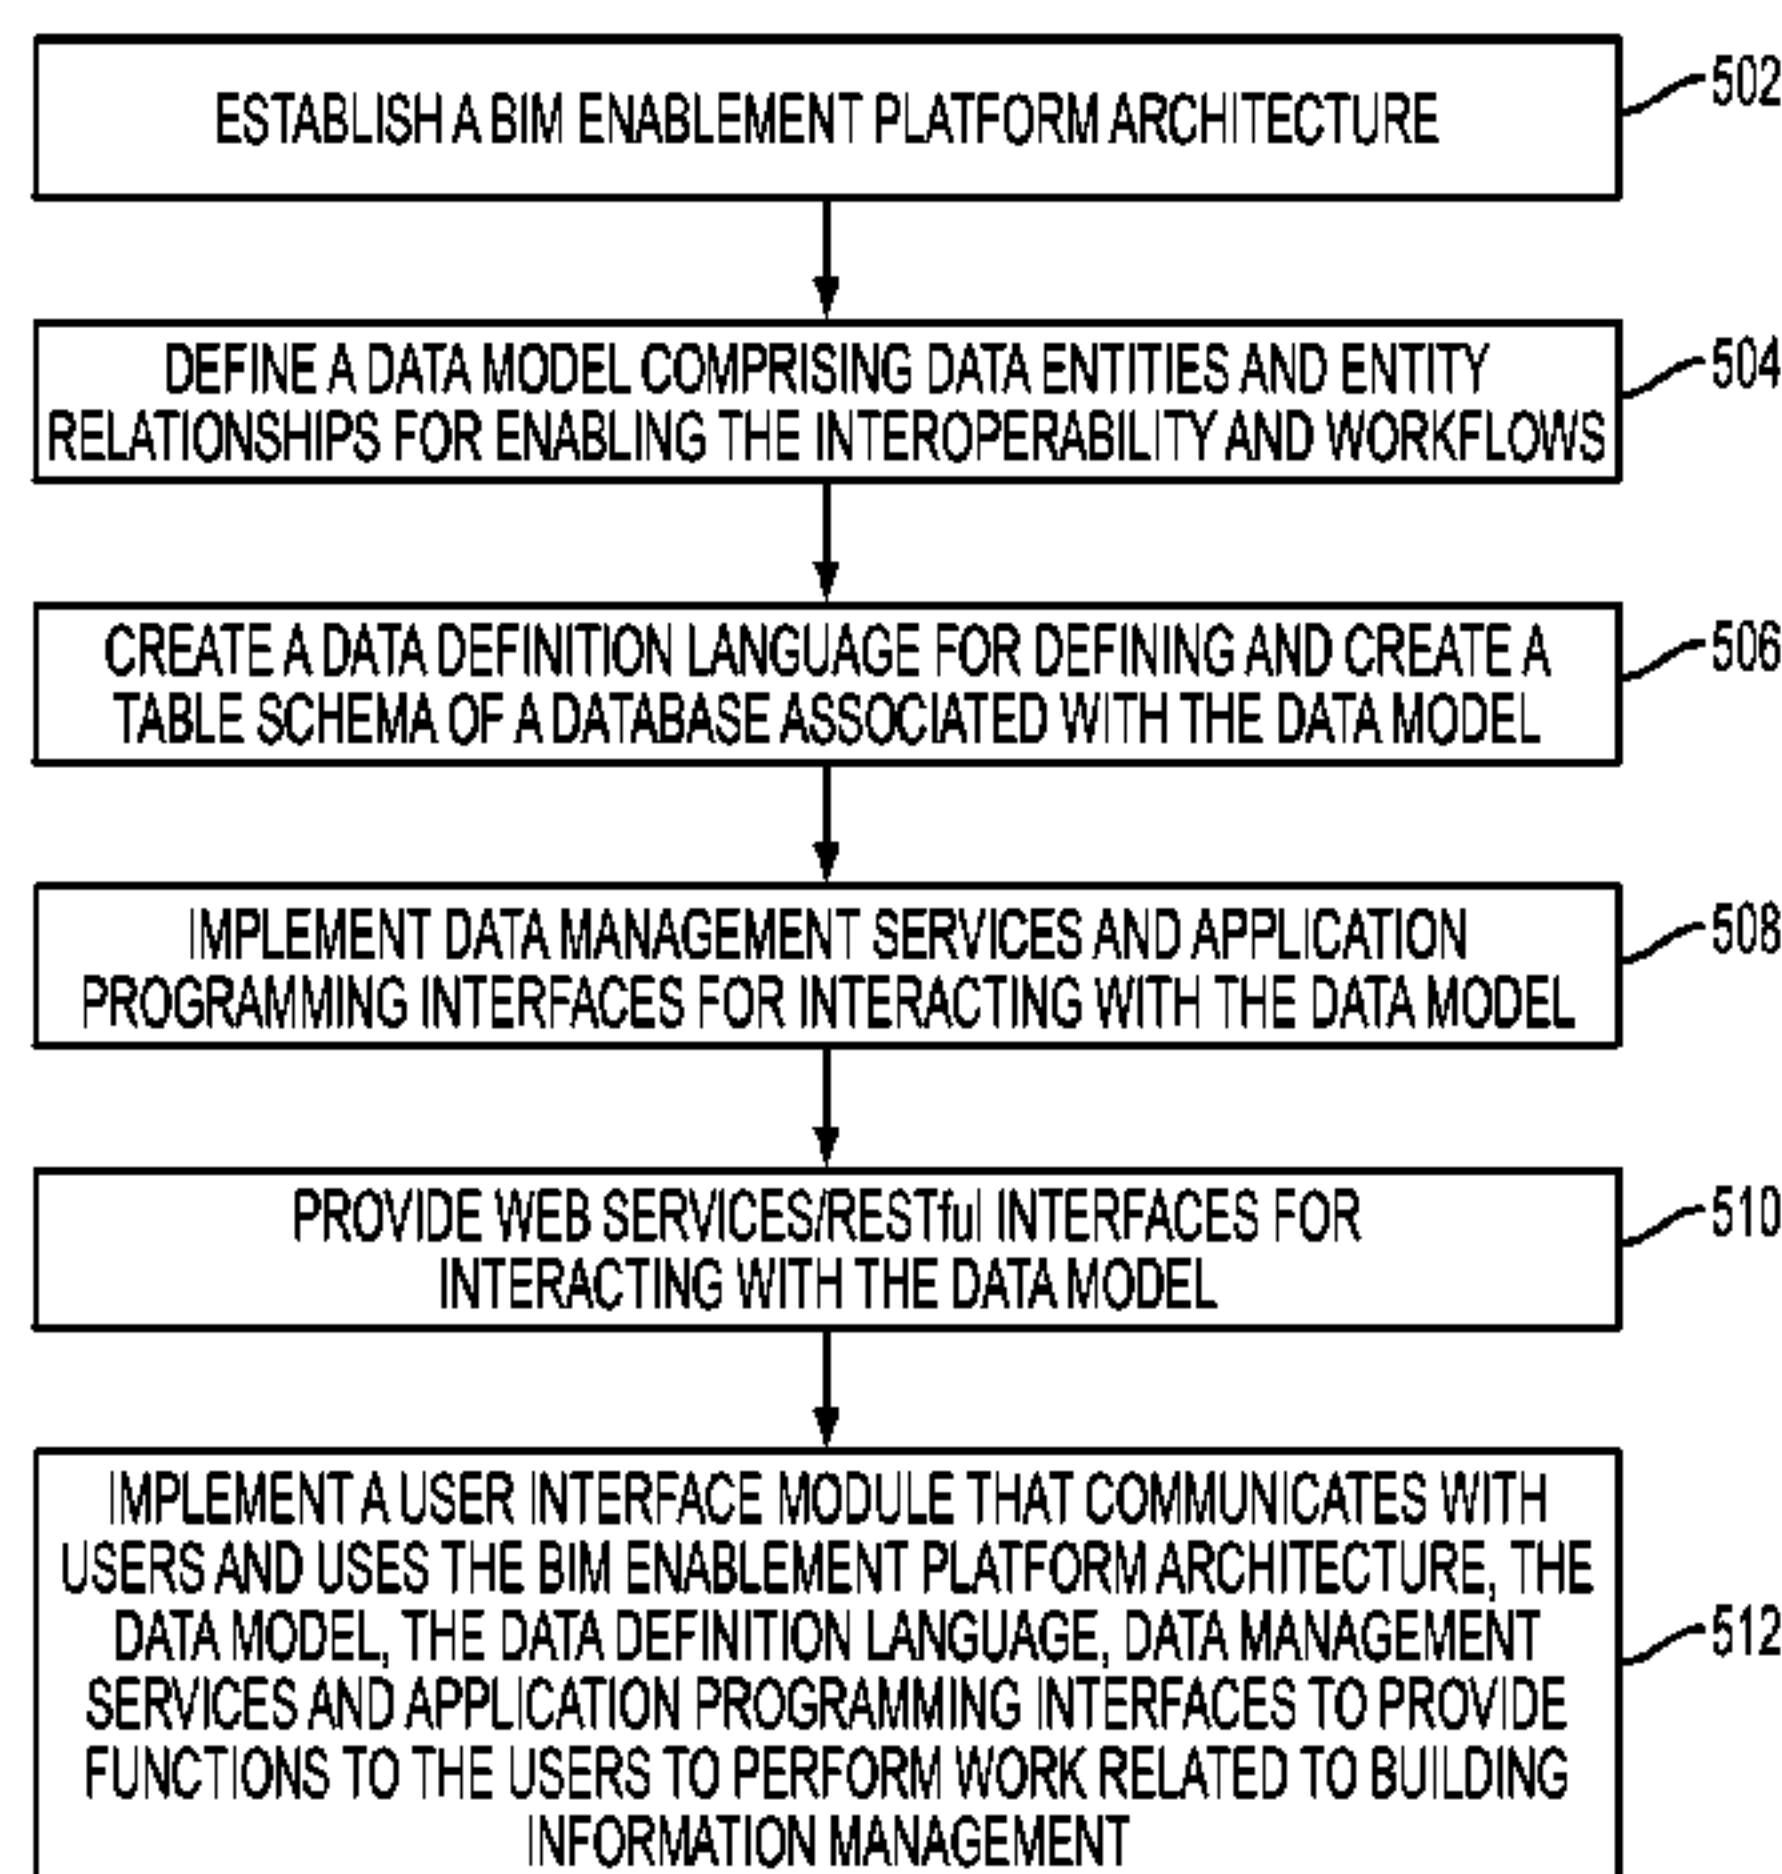 ESTABLISH A BIM ENABLEMENT PLATFORM ARCHITECTURE
502
DEFINE A DATA MODEL COMPRISING DATA ENTITIES AND ENTITY
RELATIONSHIPS FOR ENABLING THE INTEROPERABILITY AND WORKFLOWS
504
CREATE A DATA DEFINITION LANGUAGE FOR DEFINING AND CREATE A
TABLE SCHEMA OF A DATABASE ASSOCIATED WITH THE DATA MODEL
506
IMPLEMENT DATA MANAGEMENT SERVICES AND APPLICATION
PROGRAMMING INTERFACES FOR INTERACTING WITH THE DATA MODEL
508
PROVIDE WEB SERVICES/RESTful INTERFACES FOR
INTERACTING WITH THE DATA MODEL
510
IMPLEMENT A USER INTERFACE MODULE THAT COMMUNICATES WITH
USERS AND USES THE BIM ENABLEMENT PLATFORM ARCHITECTURE, THE
DATA MODEL, THE DATA DEFINITION LANGUAGE, DATA MANAGEMENT
SERVICES AND APPLICATION PROGRAMMING INTERFACES TO PROVIDE
FUNCTIONS TO THE USERS TO PERFORM WORK RELATED TO BUILDING
INFORMATION MANAGEMENT
512